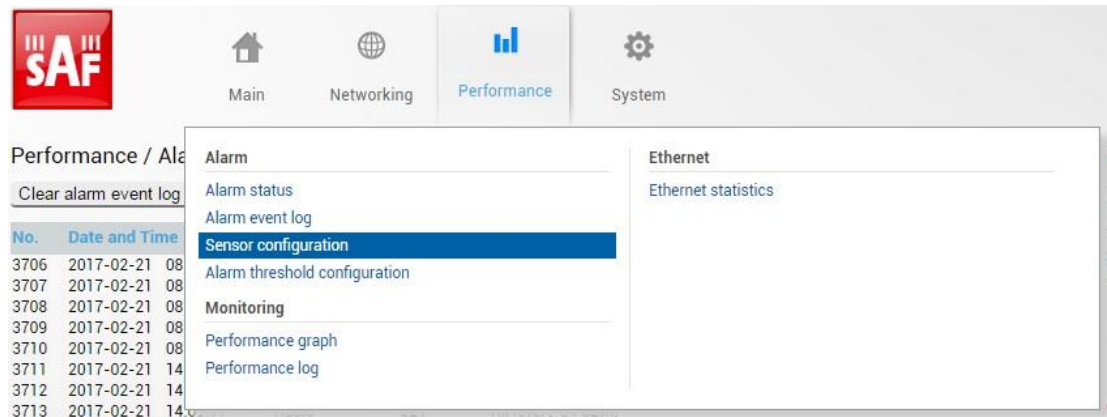 SAF
Main
Networking
Performance
System
Performance / Ala
Clear alarm event log
Alarm
Alarm status
Alarm event log
Sensor configuration
Alarm threshold configuration
Monitoring
Performance graph
Performance log
Ethernet
Ethernet statistics
No. Date and Time
3706 2017-02-21 08
3707 2017-02-21 08
3708 2017-02-21 08
3709 2017-02-21 08
3710 2017-02-21 08
3711 2017-02-21 14
3712 2017-02-21 14
3713 2017-02-21 14: